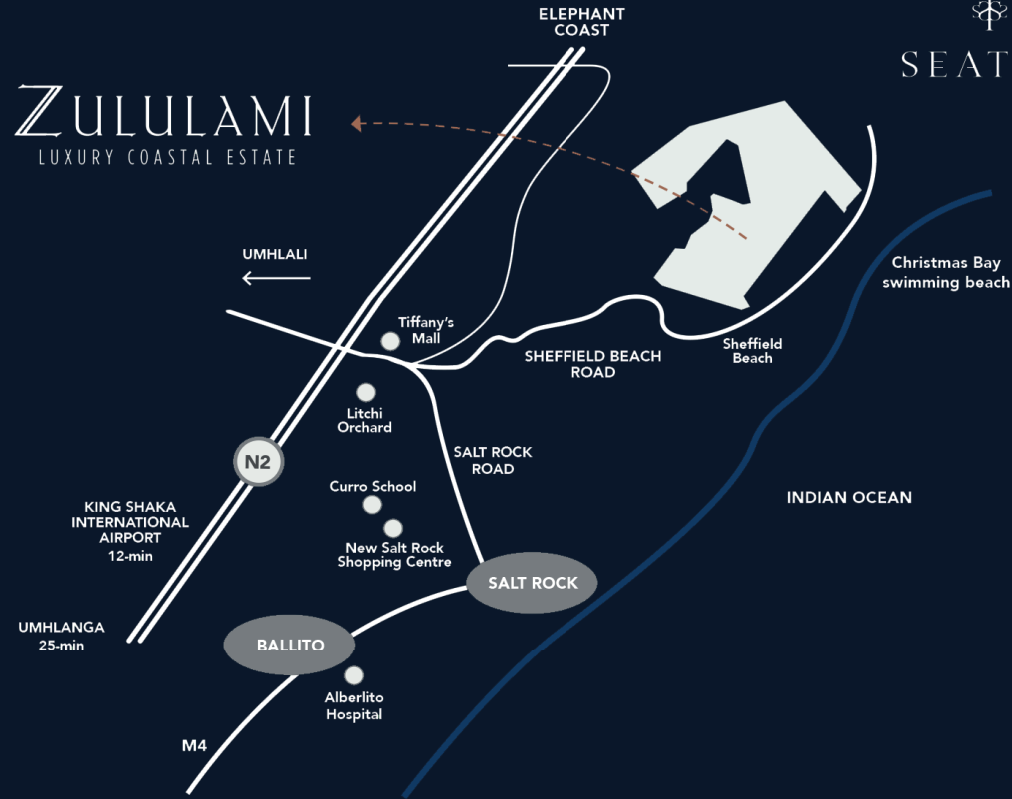 ELEPHANT
COAST
SEAT
ZULULAMI
LUXURY COASTAL ESTATE
UMHLALI
Christmas Bay
swimming beach
Tiffany's
Mall
Sheffield
Beach
SHEFFIELD BEACH
ROAD
Litchi
Orchard
SALT ROCK
ROAD
N2
Curro School
INDIAN OCEAN
KING SHAKA
INTERNATIONAL
AIRPORT
12-min
New Salt Rock
Shopping Centre
SALT ROCK
UMHLANGA
25-min
BALLITO
Alberlito
Hospital
M4